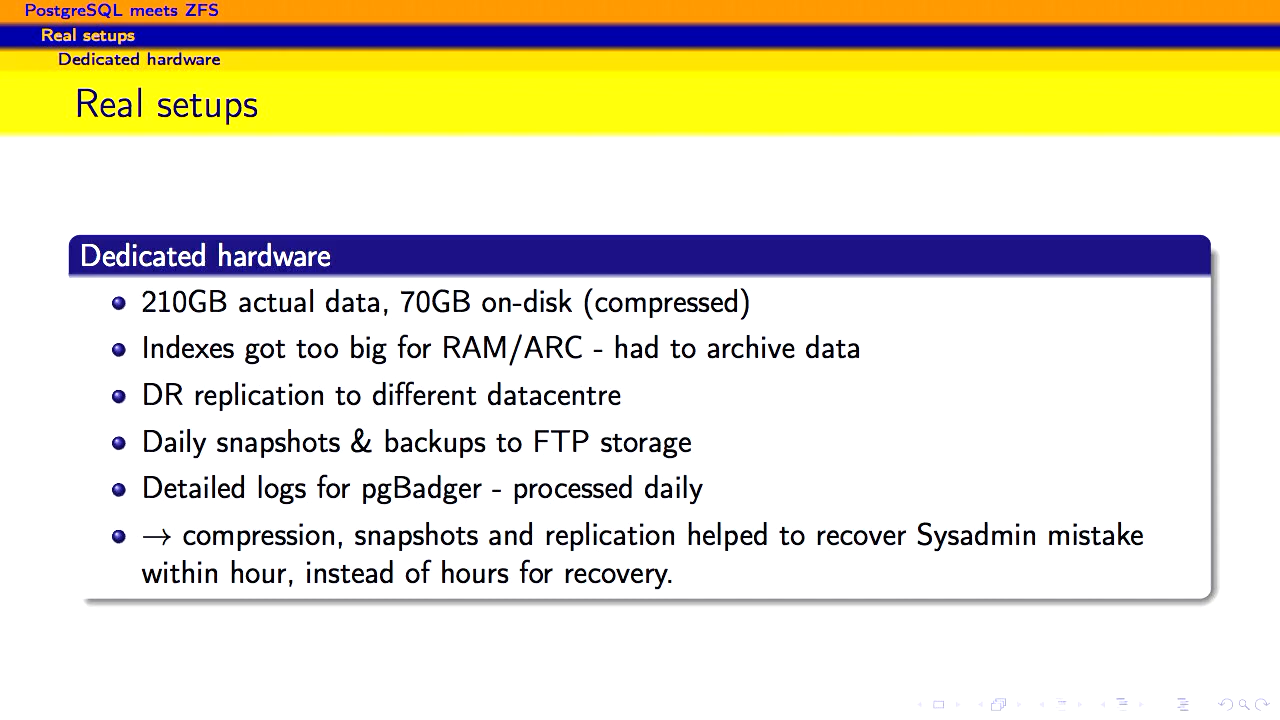 PostgreSQL meets ZFS
Real setups
Dedicated hardware
Real setups
Dedicated hardware
210GB actual data, 70GB on-disk (compressed)
Indexes got too big for RAM/ARC - had to archive data
DR replication to different datacentre
Daily snapshots & backups to FTP storage
Detailed logs for pgBadger - processed daily
→ compression, snapshots and replication helped to recover Sysadmin mistake
within hour, instead of hours for recovery.